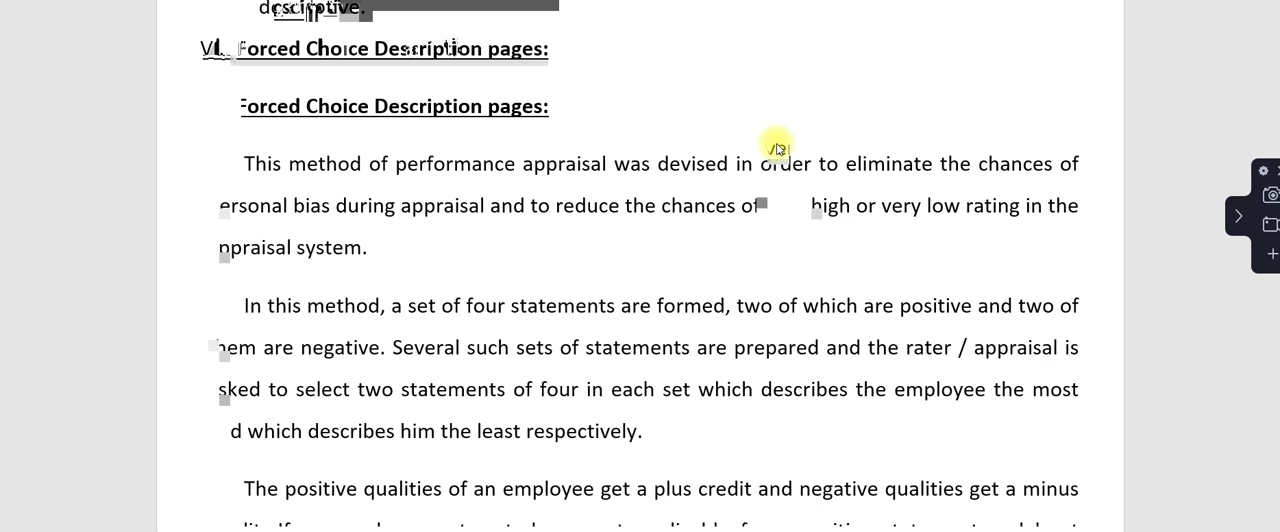 descriptive.
VI. Forced Choice Description pages:
Forced Choice Description pages:
This method of performance appraisal was devised in order to eliminate the chances of
ersonal bias during appraisal and to reduce the chances of high or very low rating in the
ppraisal system.
In this method, a set of four statements are formed, two of which are positive and two of
hem are negative. Several such sets of statements are prepared and the rater / appraisal is
sked to select two statements of four in each set which describes the employee the most
d which describes him the least respectively.
The positive qualities of an employee get a plus credit and negative qualities get a minus